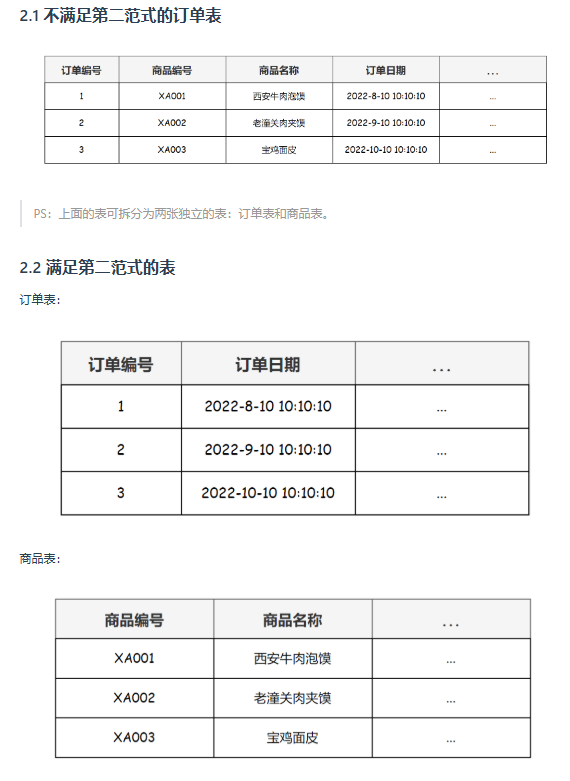 2.1 不满足第二范式的订单表
订单编号 商品编号 商品名称 订单日期 ...
1 XA001 西安牛肉泡馍 2022-8-10 10:10:10 ...
2 XA002 老潼关肉夹馍 2022-9-10 10:10:10 ...
3 XA003 宝鸡面皮 2022-10-10 10:10:10 ...
PS：上面的表可拆分为两张独立的表：订单表和商品表。
2.2 满足第二范式的表
订单表：
订单编号 订单日期 ...
1 2022-8-10 10:10:10 ...
2 2022-9-10 10:10:10 ...
3 2022-10-10 10:10:10 ...
商品表：
商品编号 商品名称 ...
XA001 西安牛肉泡馍 ...
XA002 老潼关肉夹馍 ...
XA003 宝鸡面皮 ...